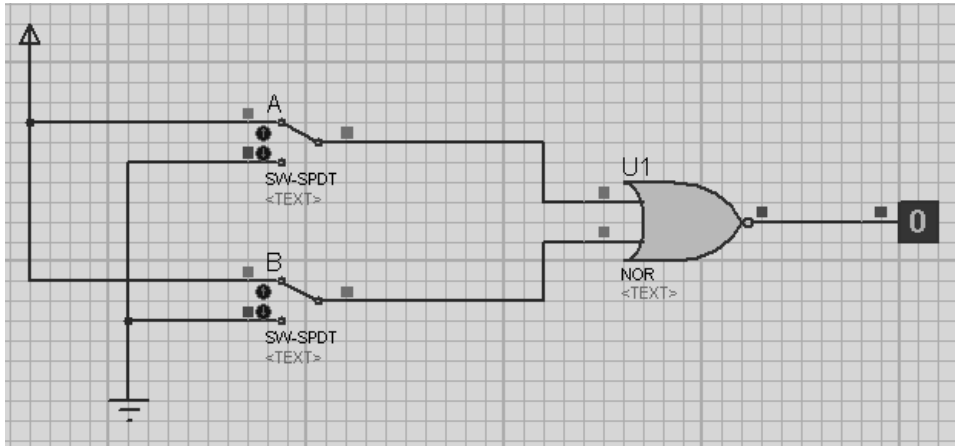 A
SW-SPDT
<TEXT>
U1
NOR
<TEXT>
0
B
SW-SPDT
<TEXT>